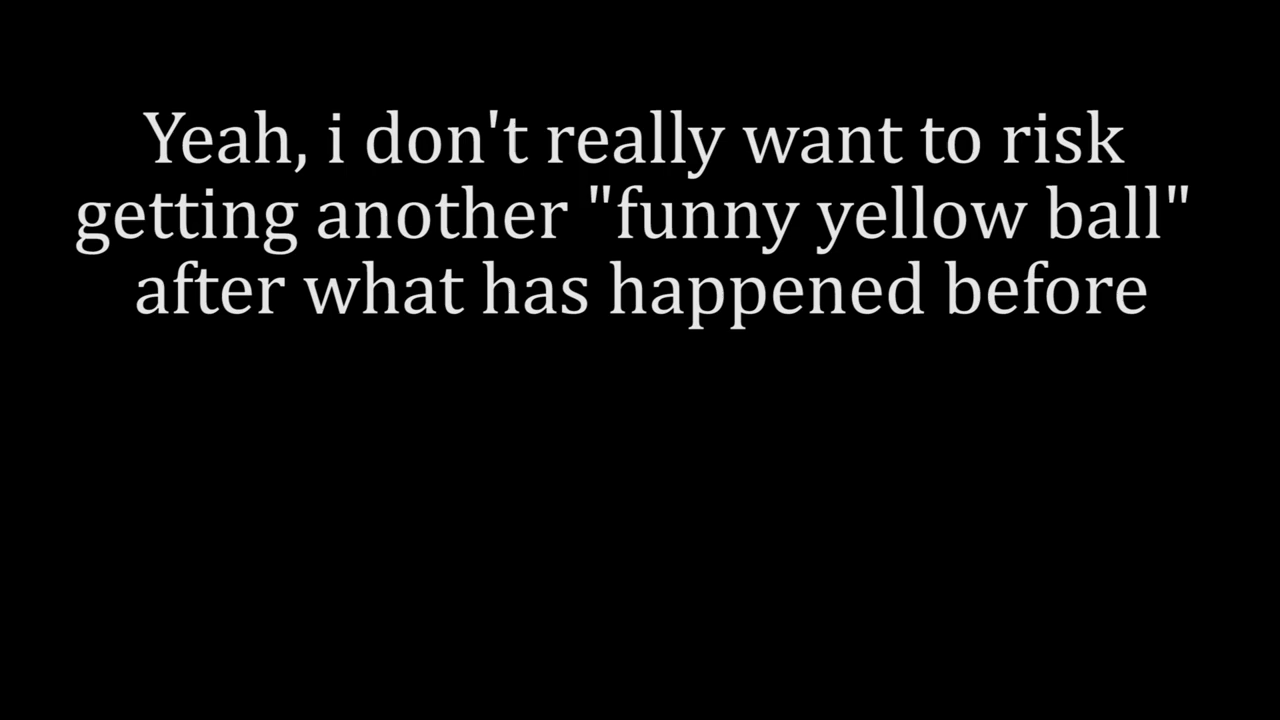 Yeah, i don't really want to risk
getting another "funny yellow ball"
after what has happened before